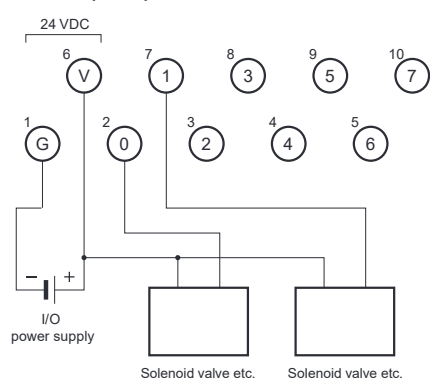 24 VDC
6 7 8 9 10
V 1 3 5 7
1 2 3 4 5
G 0 2 4 6
− +
I/O
power supply
Solenoid valve etc. Solenoid valve etc.